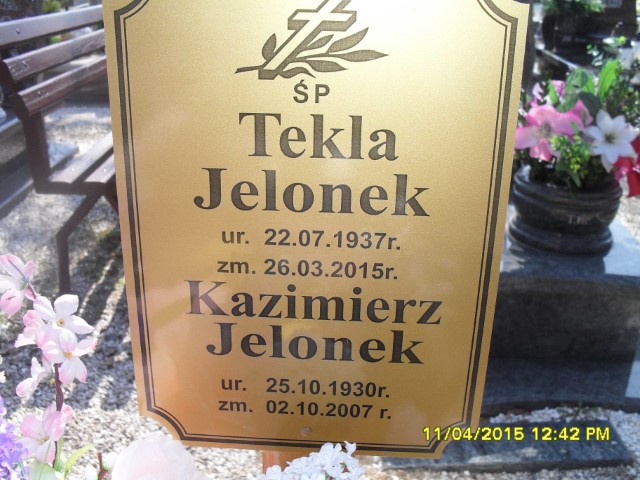 ŚP
Tekla
Jelonek
ur. 22.07.1937r.
zm. 26.03.2015r.
Kazimierz
Jelonek
ur. 25.10.1930r.
zm. 02.10.2007 r.
11/04/2015 12:42 PM